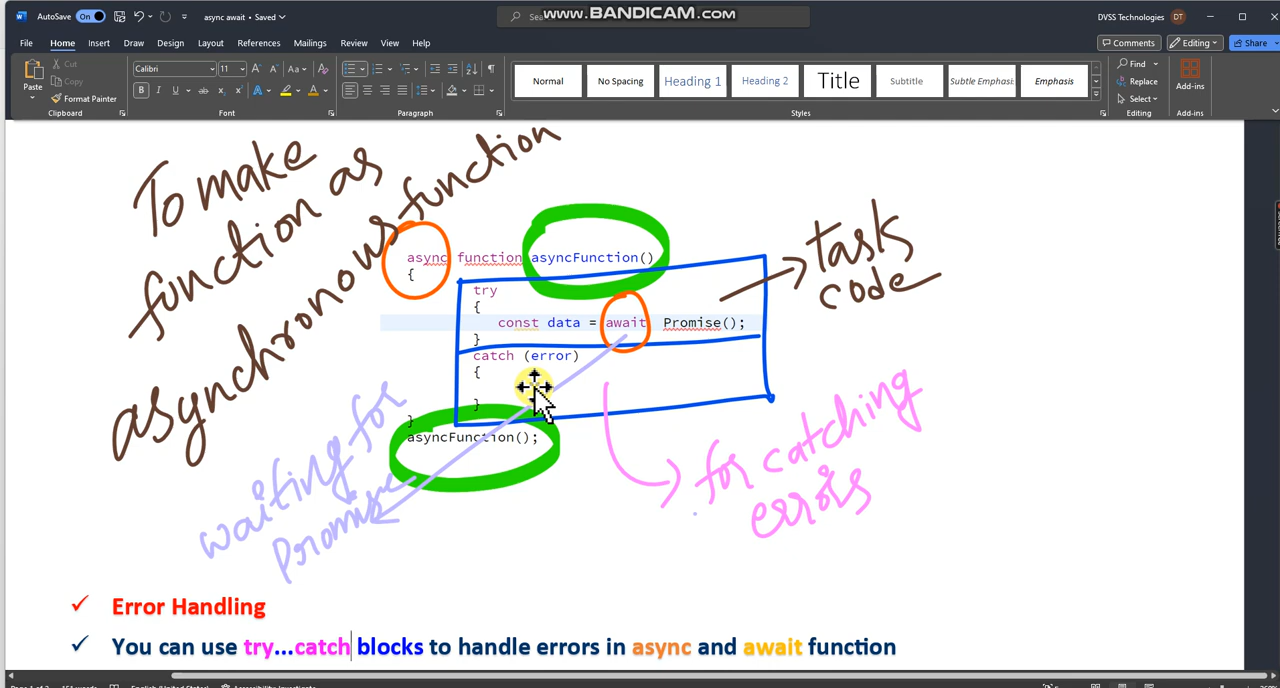 AutoSave On async await • Saved Sea www.BANDICAM.com DVSS Technologies DT
File Home Insert Draw Design Layout References Mailings Review View Help Comments Editing Share
Paste Cut Copy Format Painter Clipboard
Calibri 11 Aa B I U ab x x A A Font
Paragraph
Normal No Spacing Heading 1 Heading 2 Title Subtitle Subtle Emphasis Emphasis Styles
Find Replace Select Editing
Add-ins Add-ins
To make
function as
asynchronous function
async function asyncFunction()
{
try
{
const data = await Promise();
}
catch (error)
{
}
}
asyncFunction();
tasks
code
waiting for
Promise
for catching
errors
✓ Error Handling
✓ You can use try...catch blocks to handle errors in async and await function